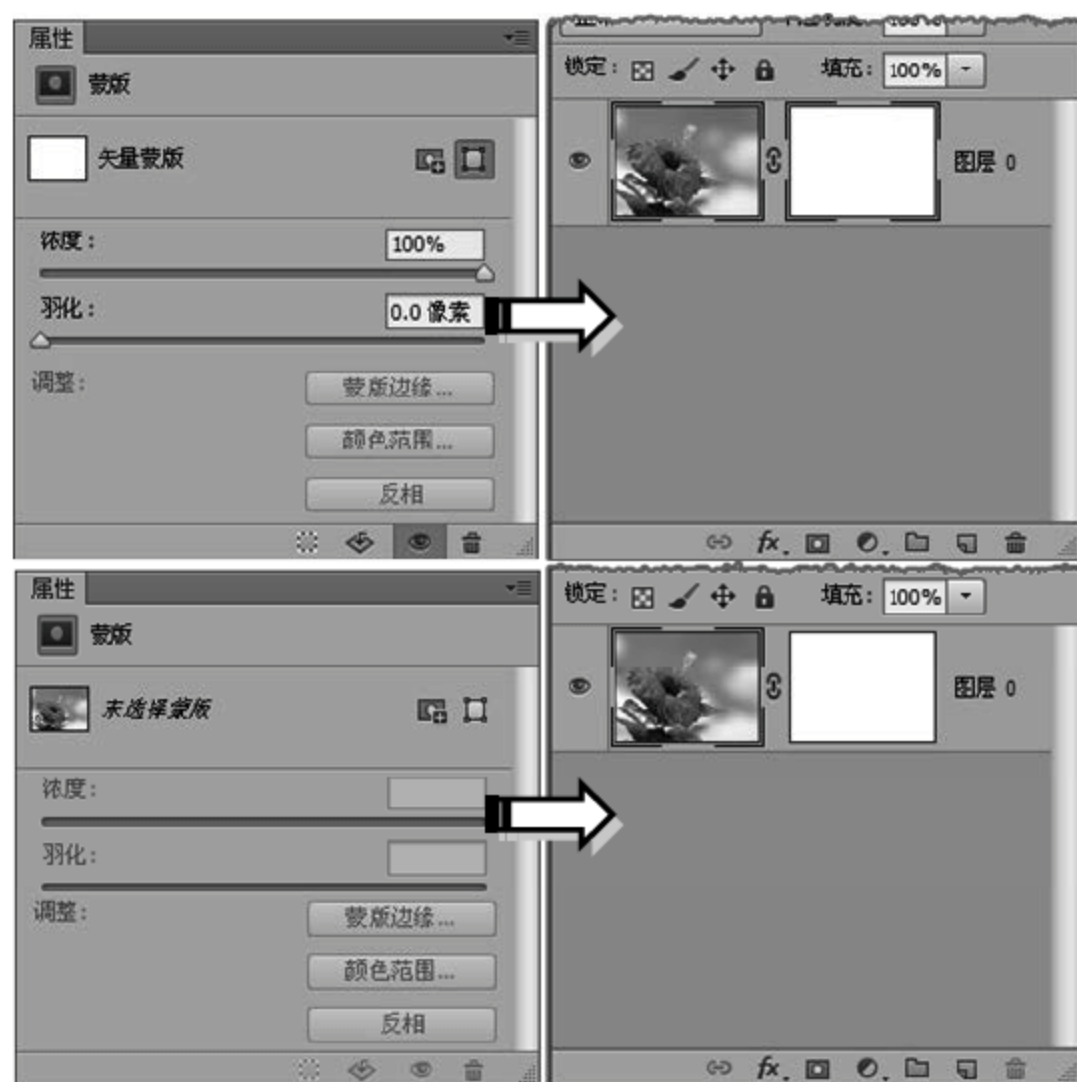 属性
蒙版
矢量蒙版
浓度：
100%
羽化：
0.0 像素
调整：
蒙版边缘...
颜色范围...
反相
锁定：
填充：
100%
图层 0
fx
属性
蒙版
未选择蒙版
浓度：
羽化：
调整：
蒙版边缘...
颜色范围...
反相
锁定：
填充：
100%
图层 0
fx